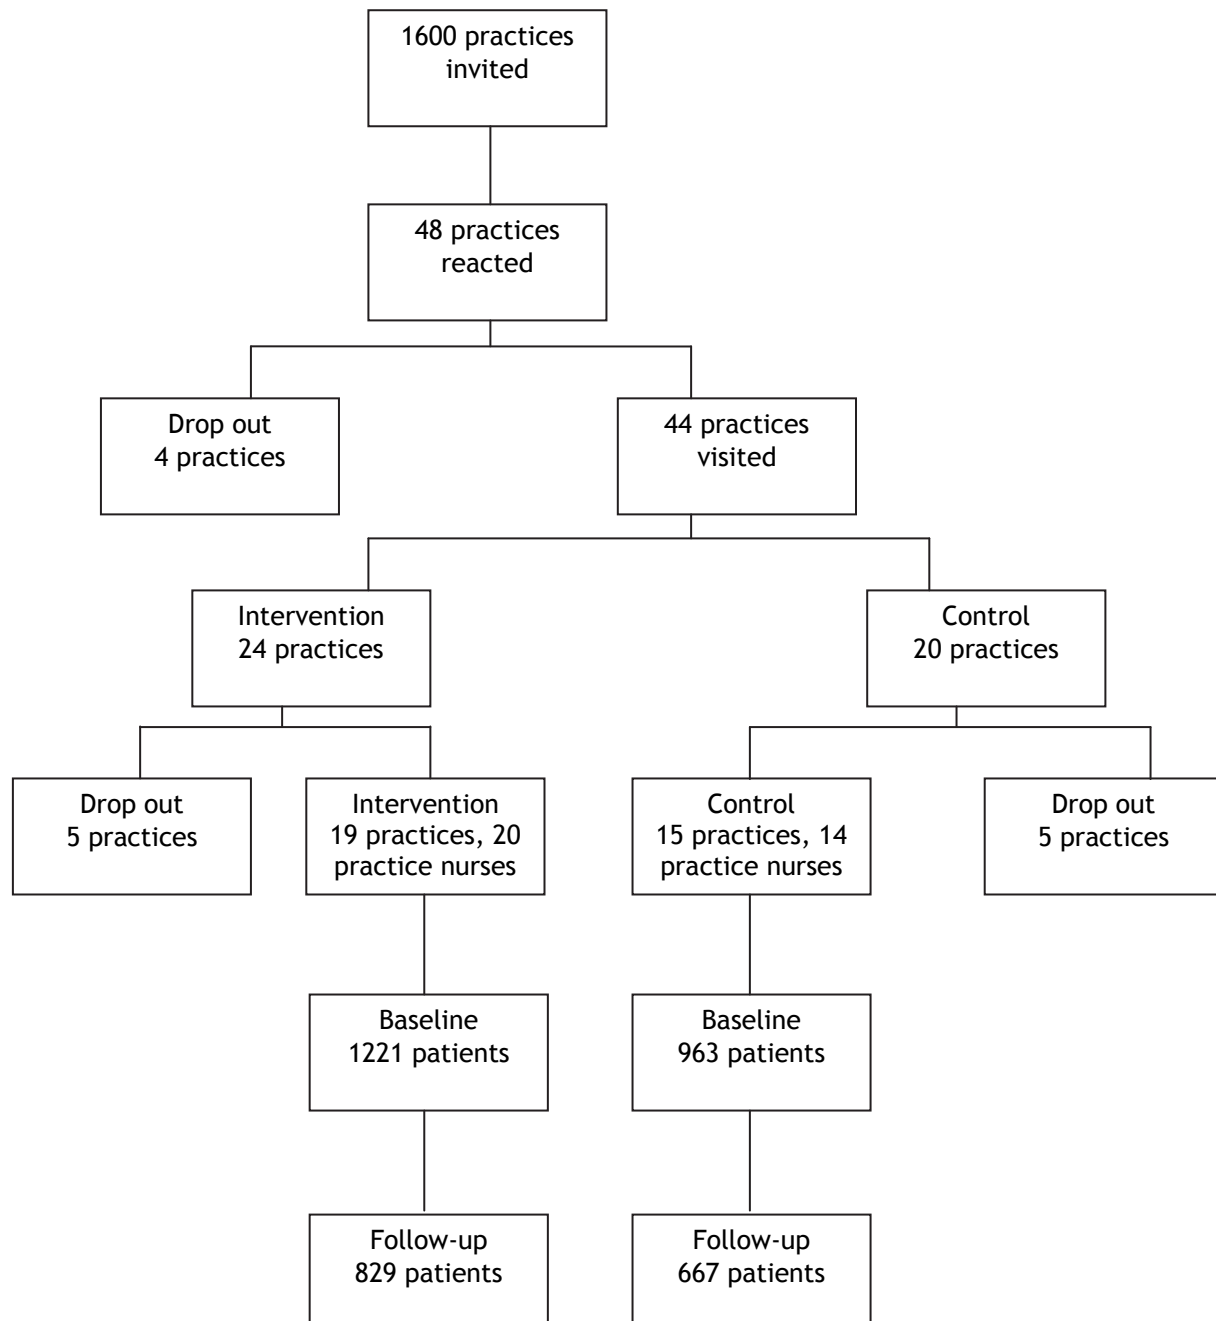 1600 practices
invited
48 practices
reacted
Drop out
4 practices
44 practices
visited
Intervention
24 practices
Control
20 practices
Drop out
5 practices
Intervention
19 practices, 20
practice nurses
Control
15 practices, 14
practice nurses
Drop out
5 practices
Baseline
1221 patients
Baseline
963 patients
Follow-up
829 patients
Follow-up
667 patients